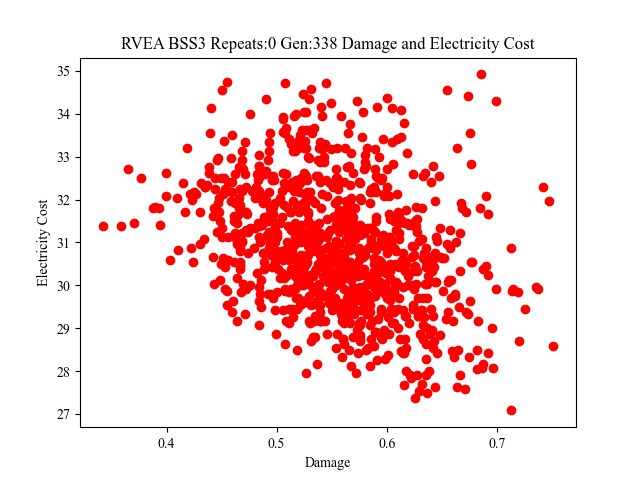 RVEA BSS3 Repeats:0 Gen:338 Damage and Electricity Cost
35
34
33
32
31
30
29
28
27
Electricity Cost
0.4 0.5 0.6 0.7
Damage